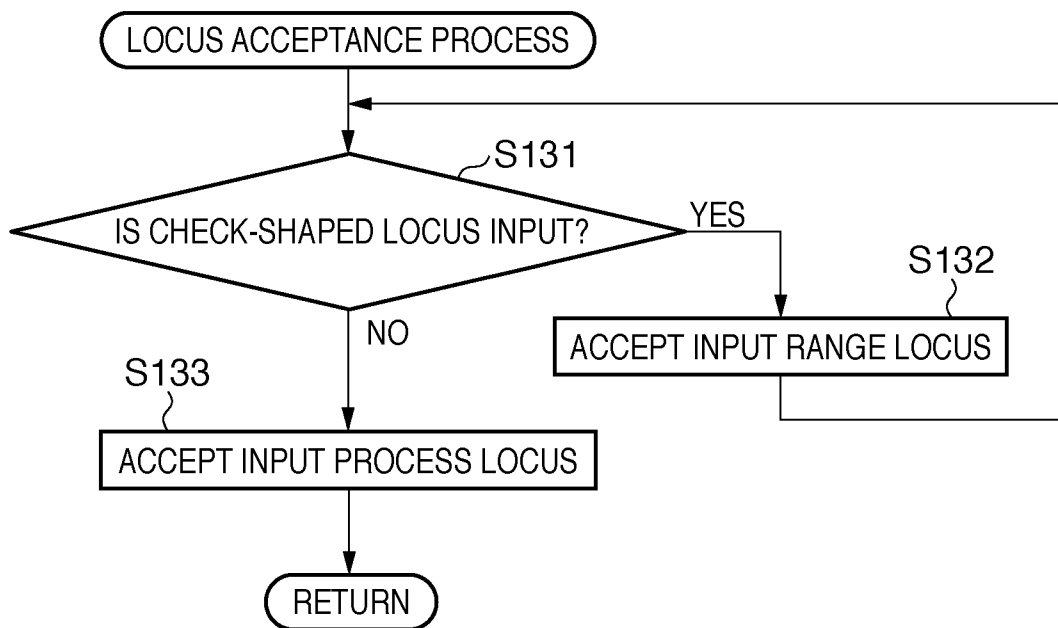 LOCUS ACCEPTANCE PROCESS
S131
IS CHECK-SHAPED LOCUS INPUT?
YES
S132
ACCEPT INPUT RANGE LOCUS
NO
S133
ACCEPT INPUT PROCESS LOCUS
RETURN